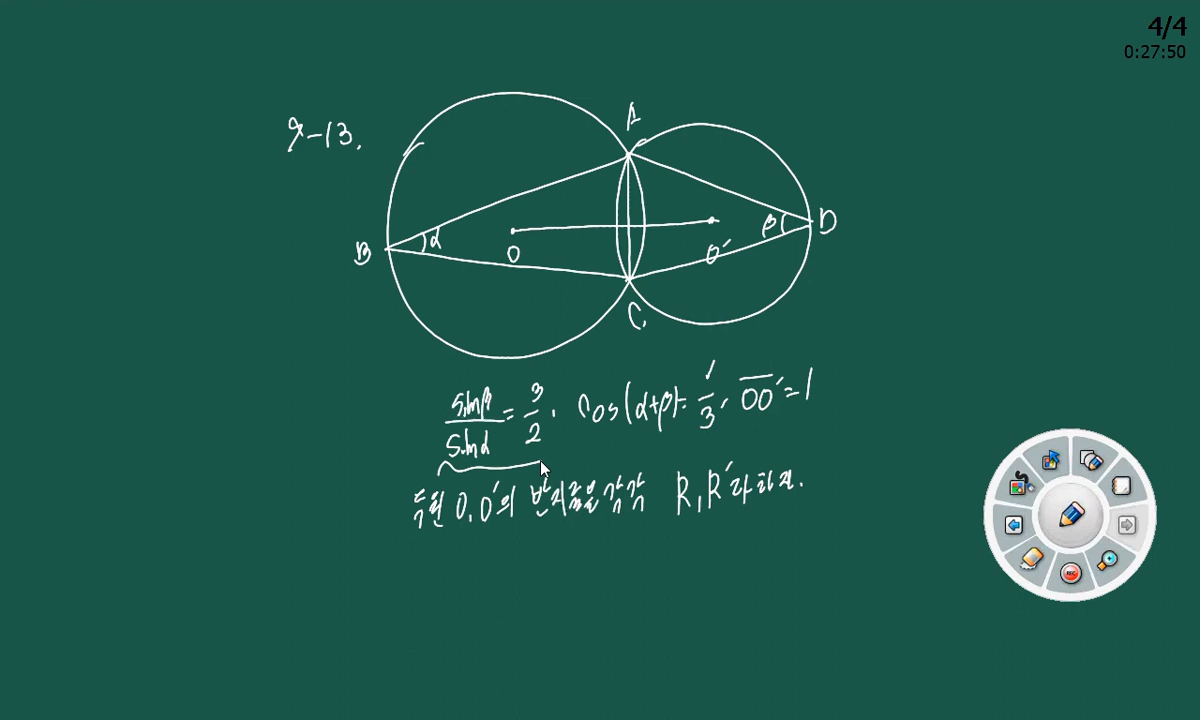 4/4
0:27:50
9-13.
A
B α O O′ β D
C
sinβ/sinα = 3/2, cos(α+β) = 1/3, OO′ = 1
두원 O, O′의 반지름을 각각 R, R′라 하자.
REC